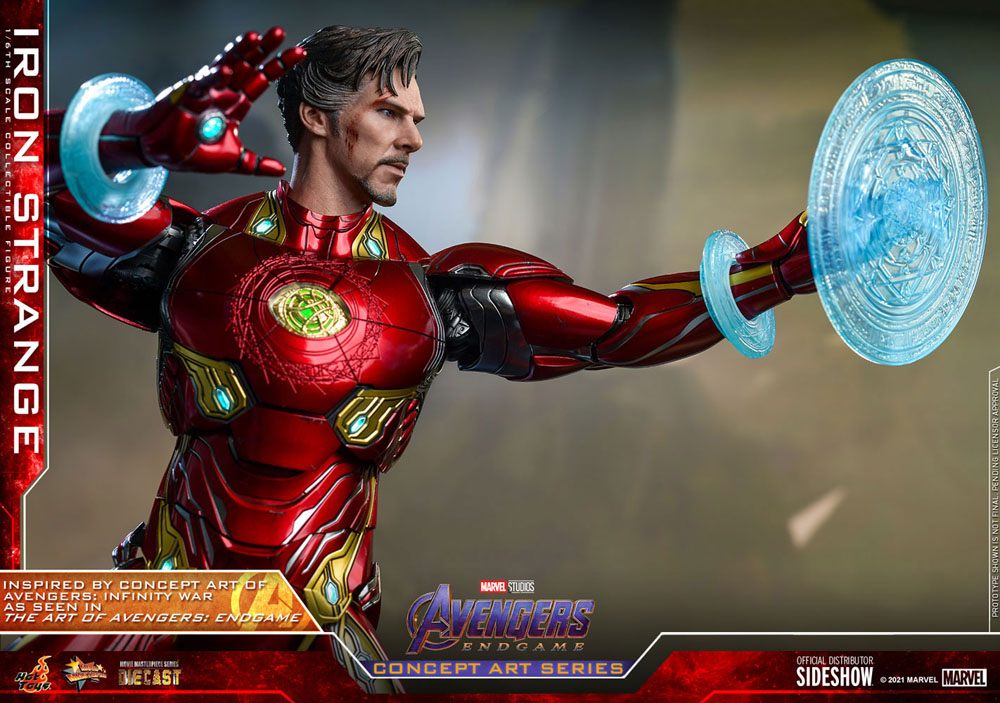 IRON STRANGE
1/6TH SCALE COLLECTIBLE FIGURE
INSPIRED BY CONCEPT ART OF
AVENGERS: INFINITY WAR
AS SEEN IN
THE ART OF AVENGERS: ENDGAME
MARVEL STUDIOS
AVENGERS
ENDGAME
CONCEPT ART SERIES
PROTOTYPE SHOWN IS NOT FINAL. PENDING LICENSOR APPROVAL.
Hot Toys
MOVIE MASTERPIECE SERIES
DIECAST
OFFICIAL DISTRIBUTOR
SIDESHOW
© 2021 MARVEL
MARVEL